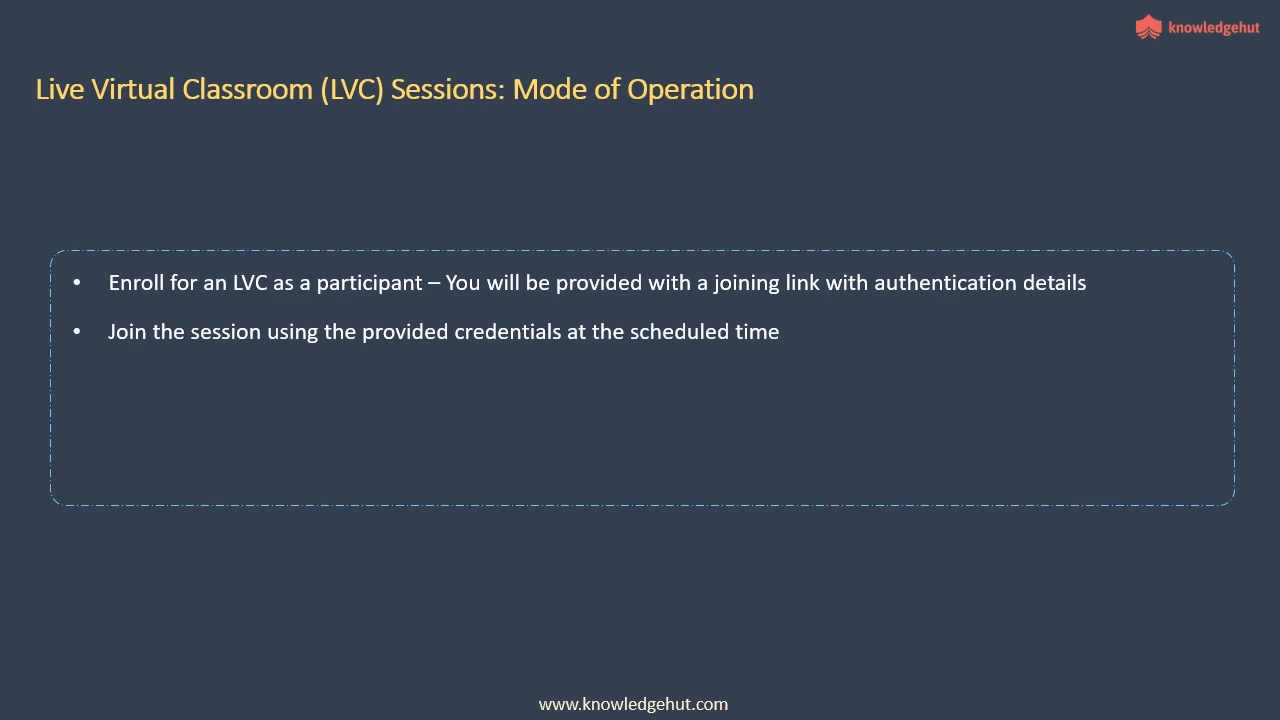 knowledgehut
Live Virtual Classroom (LVC) Sessions: Mode of Operation
• Enroll for an LVC as a participant – You will be provided with a joining link with authentication details
• Join the session using the provided credentials at the scheduled time
www.knowledgehut.com